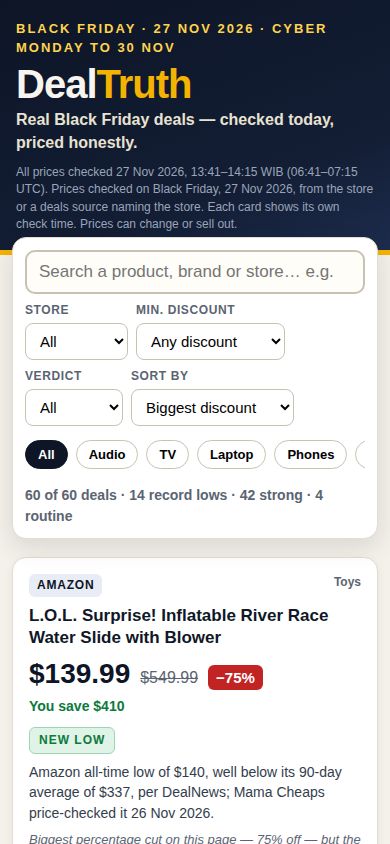 BLACK FRIDAY · 27 NOV 2026 · CYBER
MONDAY TO 30 NOV
DealTruth
Real Black Friday deals — checked today,
priced honestly.
All prices checked 27 Nov 2026, 13:41–14:15 WIB (06:41–07:15
UTC). Prices checked on Black Friday, 27 Nov 2026, from the store
or a deals source naming the store. Each card shows its own
check time. Prices can change or sell out.
Search a product, brand or store… e.g.
STORE MIN. DISCOUNT
All Any discount
VERDICT SORT BY
All Biggest discount
All Audio TV Laptop Phones
60 of 60 deals · 14 record lows · 42 strong · 4
routine
AMAZON Toys
L.O.L. Surprise! Inflatable River Race
Water Slide with Blower
$139.99 $549.99 −75%
You save $410
NEW LOW
Amazon all-time low of $140, well below its 90-day
average of $337, per DealNews; Mama Cheaps
price-checked it 26 Nov 2026.
Biggest percentage cut on this page — 75% off — but the